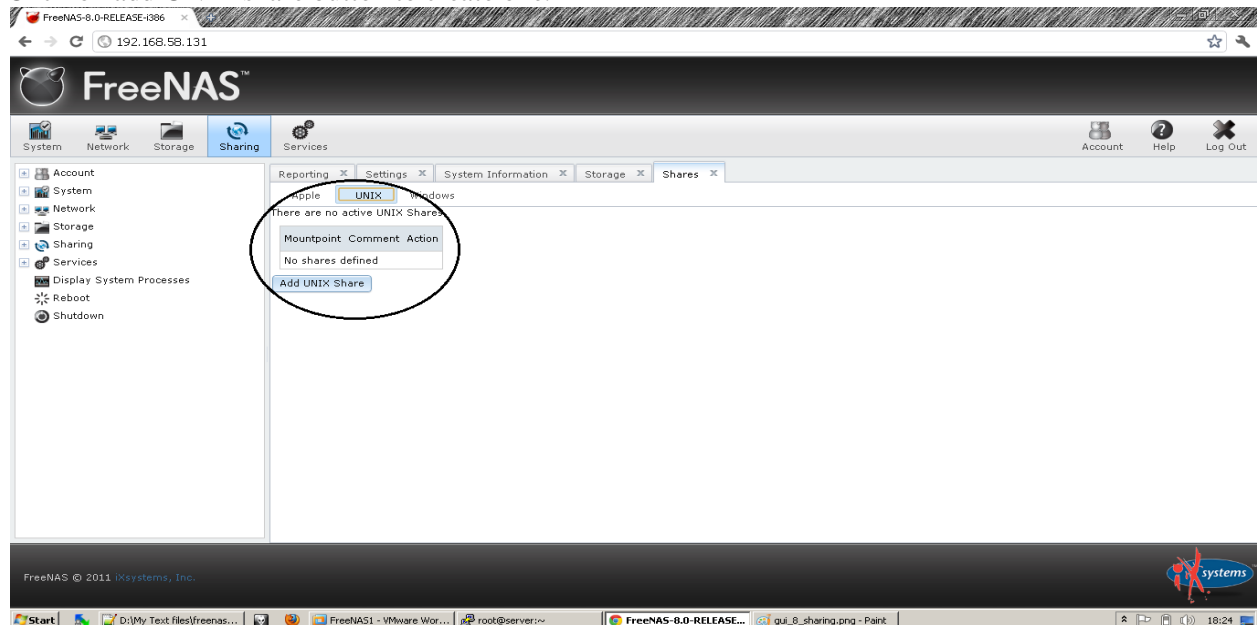 FreeNAS-8.0-RELEASE-i386 ×
192.168.58.131
FreeNAS™
System Network Storage Sharing Services Account Help Log Out
Account
System
Network
Storage
Sharing
Services
Display System Processes
Reboot
Shutdown
Reporting X Settings X System Information X Storage X Shares X
Apple UNIX Windows
There are no active UNIX Shares
Mountpoint Comment Action
No shares defined
Add UNIX Share
FreeNAS © 2011 iXsystems, Inc.
iXsystems
Start D:\My Text files\freenas... FreeNAS1 - VMware Wor... root@server:~ FreeNAS-8.0-RELEASE... gui_8_sharing.png - Paint 18:24